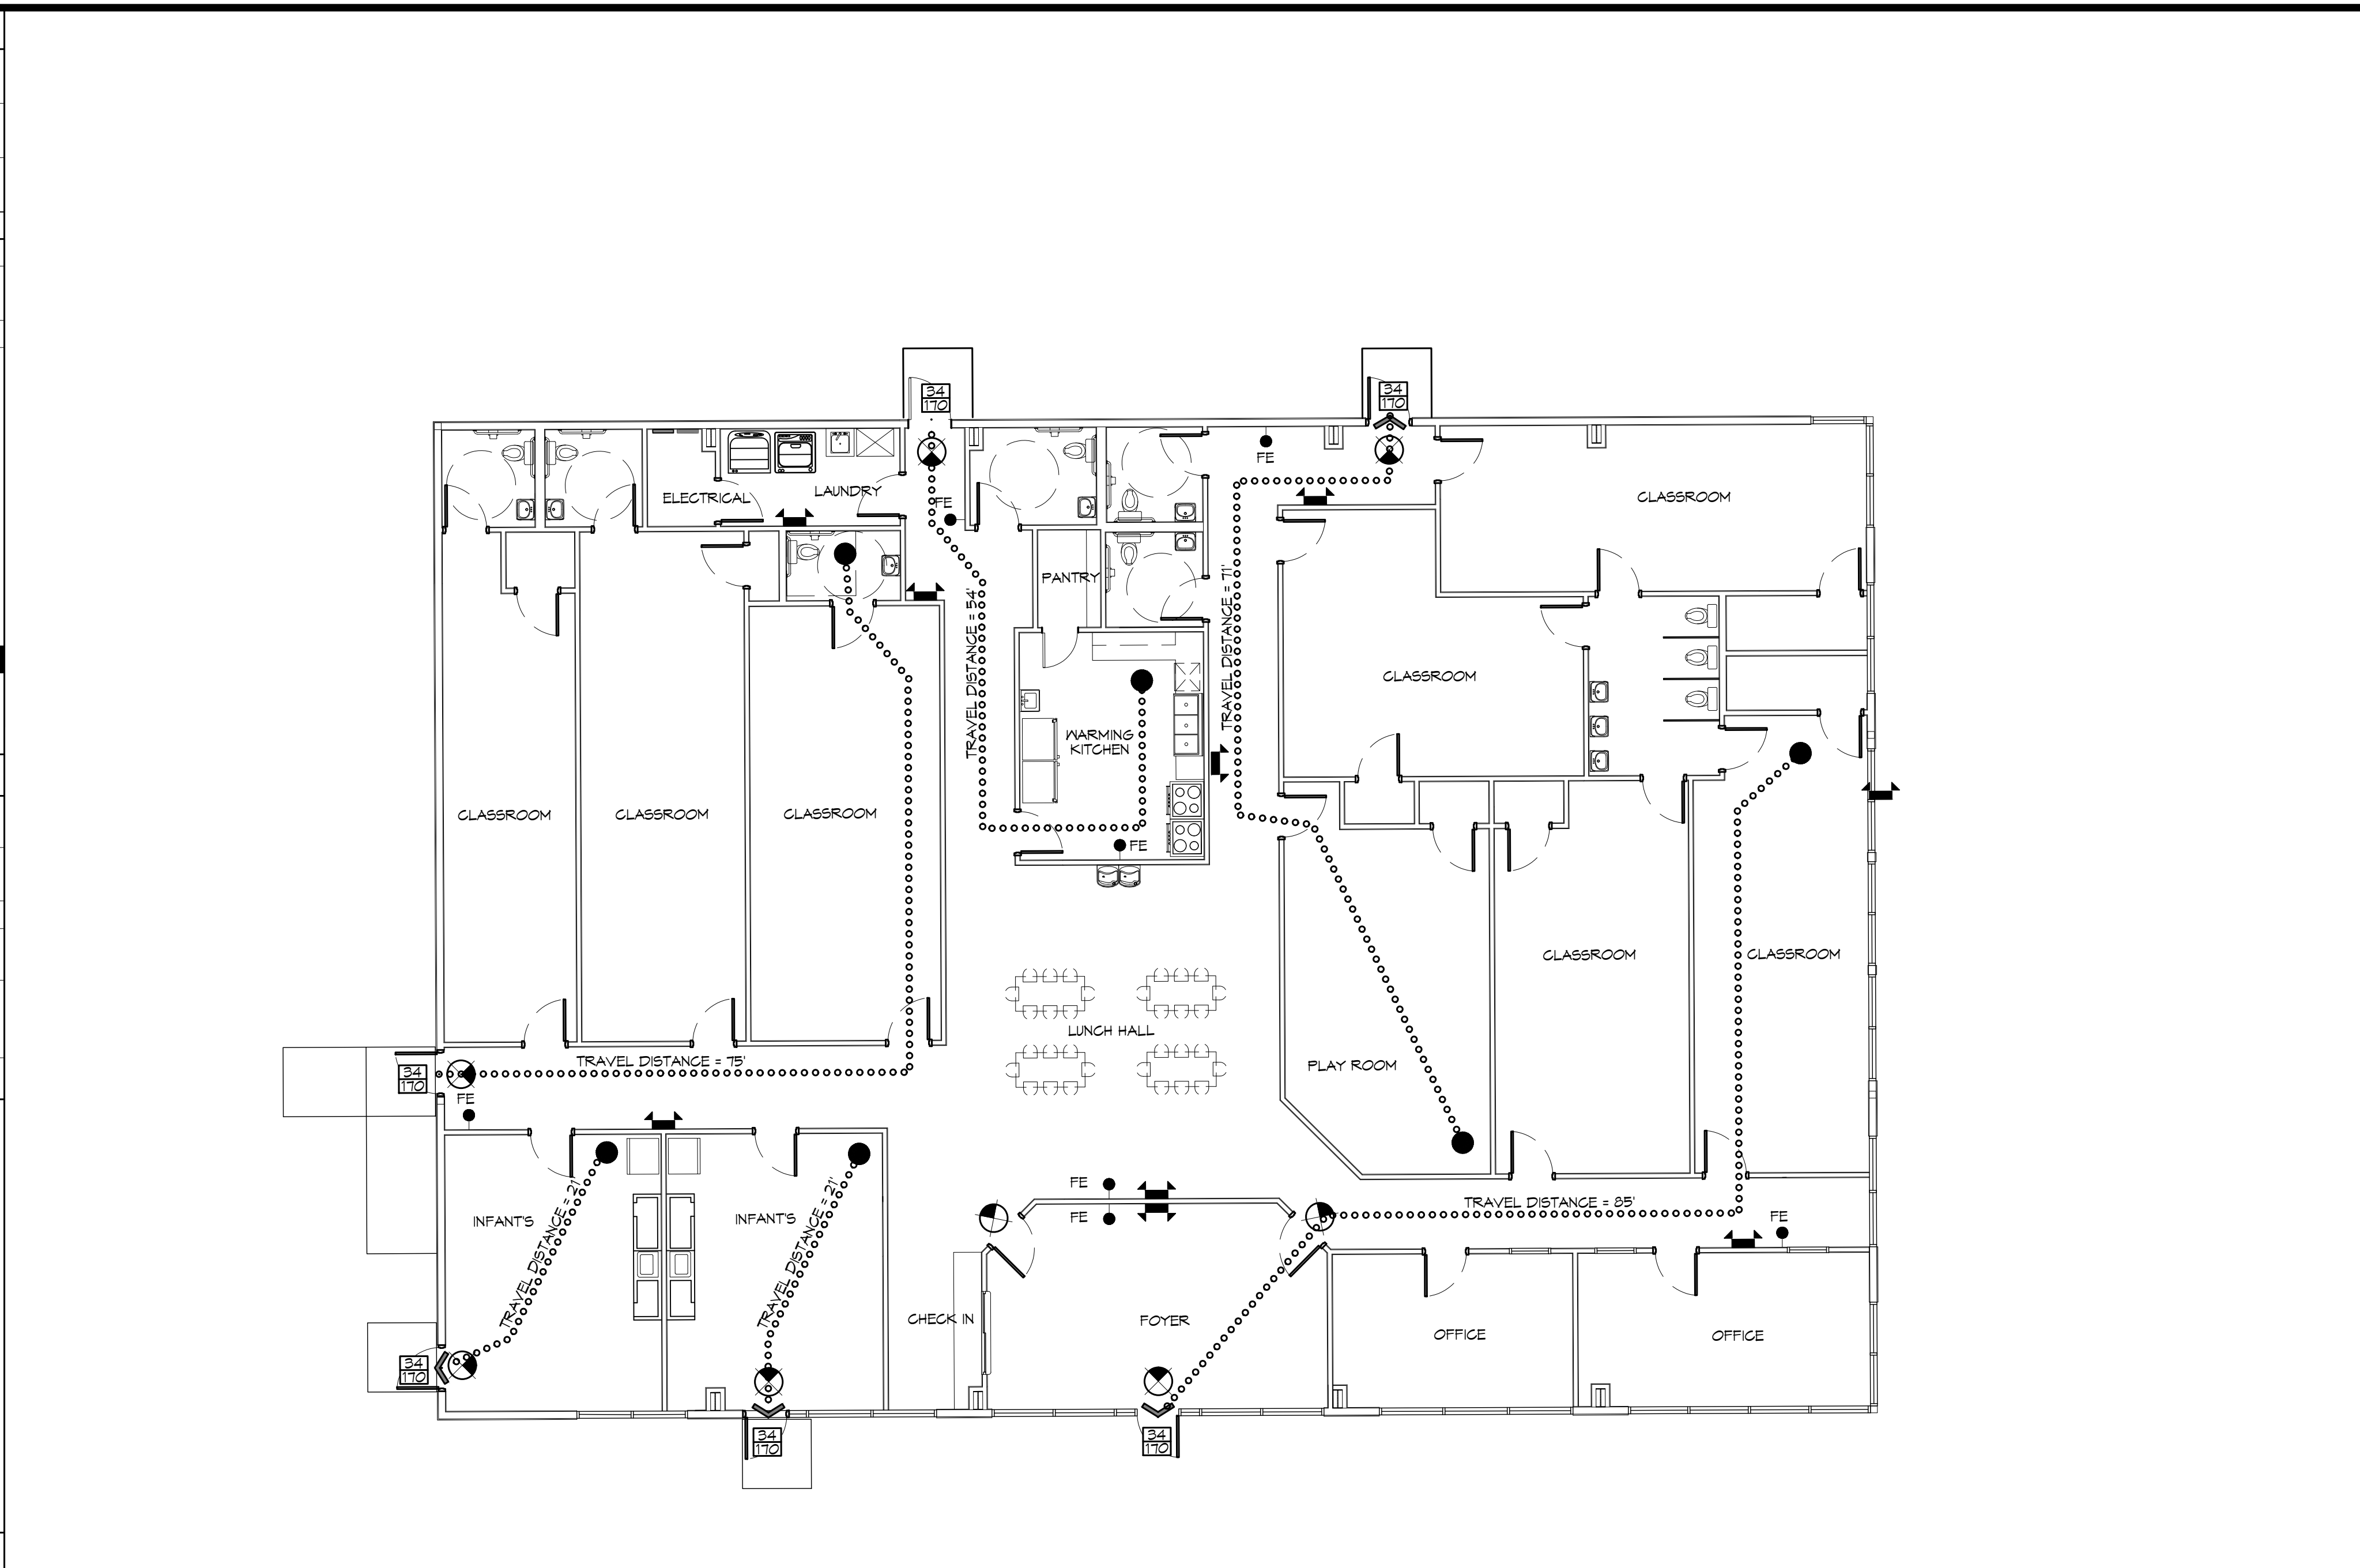 34
170
34
170
FE
CLASSROOM
ELECTRICAL
LAUNDRY
FE
PANTRY
TRAVEL DISTANCE = 54'
TRAVEL DISTANCE = 71'
CLASSROOM
WARMING
KITCHEN
CLASSROOM
CLASSROOM
CLASSROOM
FE
CLASSROOM
CLASSROOM
LUNCH HALL
TRAVEL DISTANCE = 75'
PLAY ROOM
34
170
FE
FE
TRAVEL DISTANCE = 85'
FE
FE
INFANT'S
TRAVEL DISTANCE = 21'
INFANT'S
TRAVEL DISTANCE = 21'
CHECK IN
FOYER
OFFICE
OFFICE
34
170
34
170
34
170